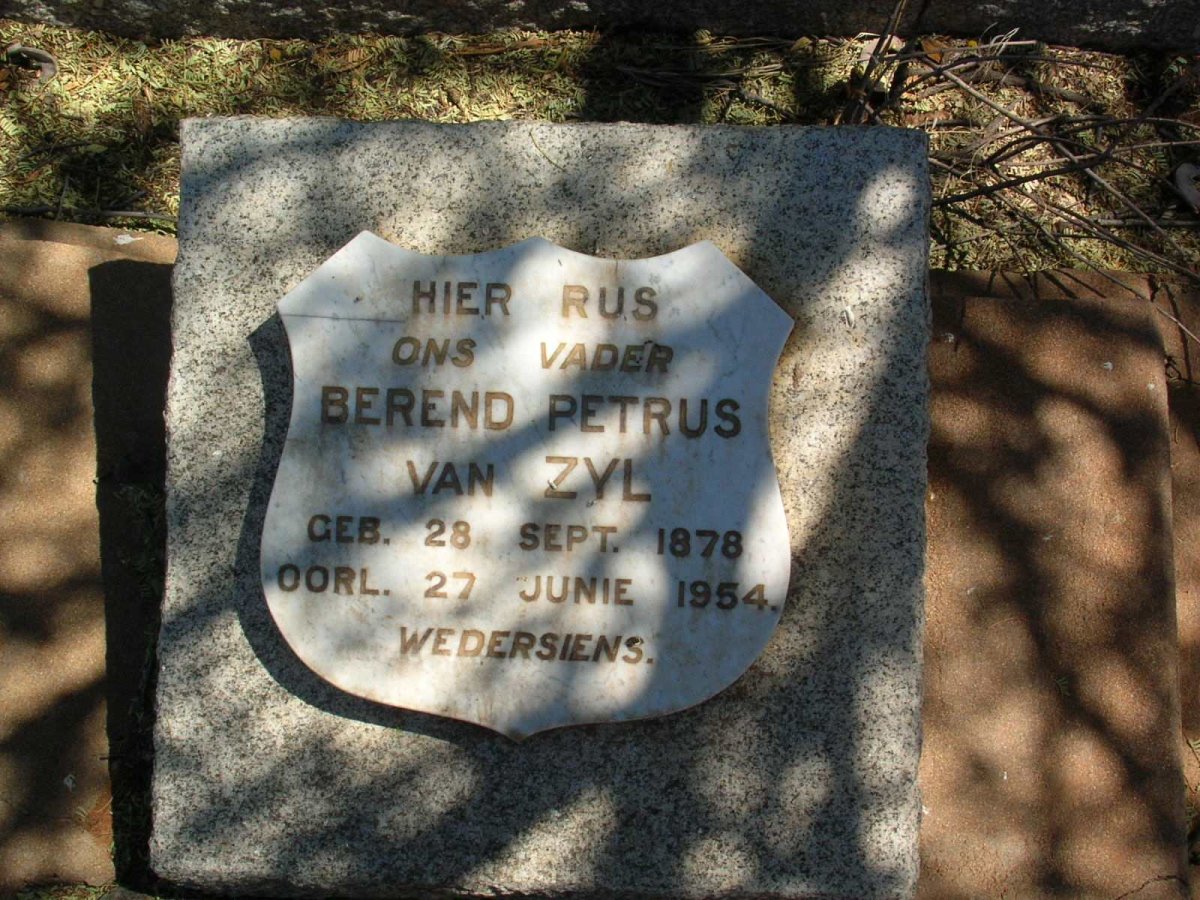 HIER RUS
ONS VADER
BEREND PETRUS
VAN ZYL
GEB. 28 SEPT. 1878
OORL. 27 JUNIE 1954.
WEDERSIENS.